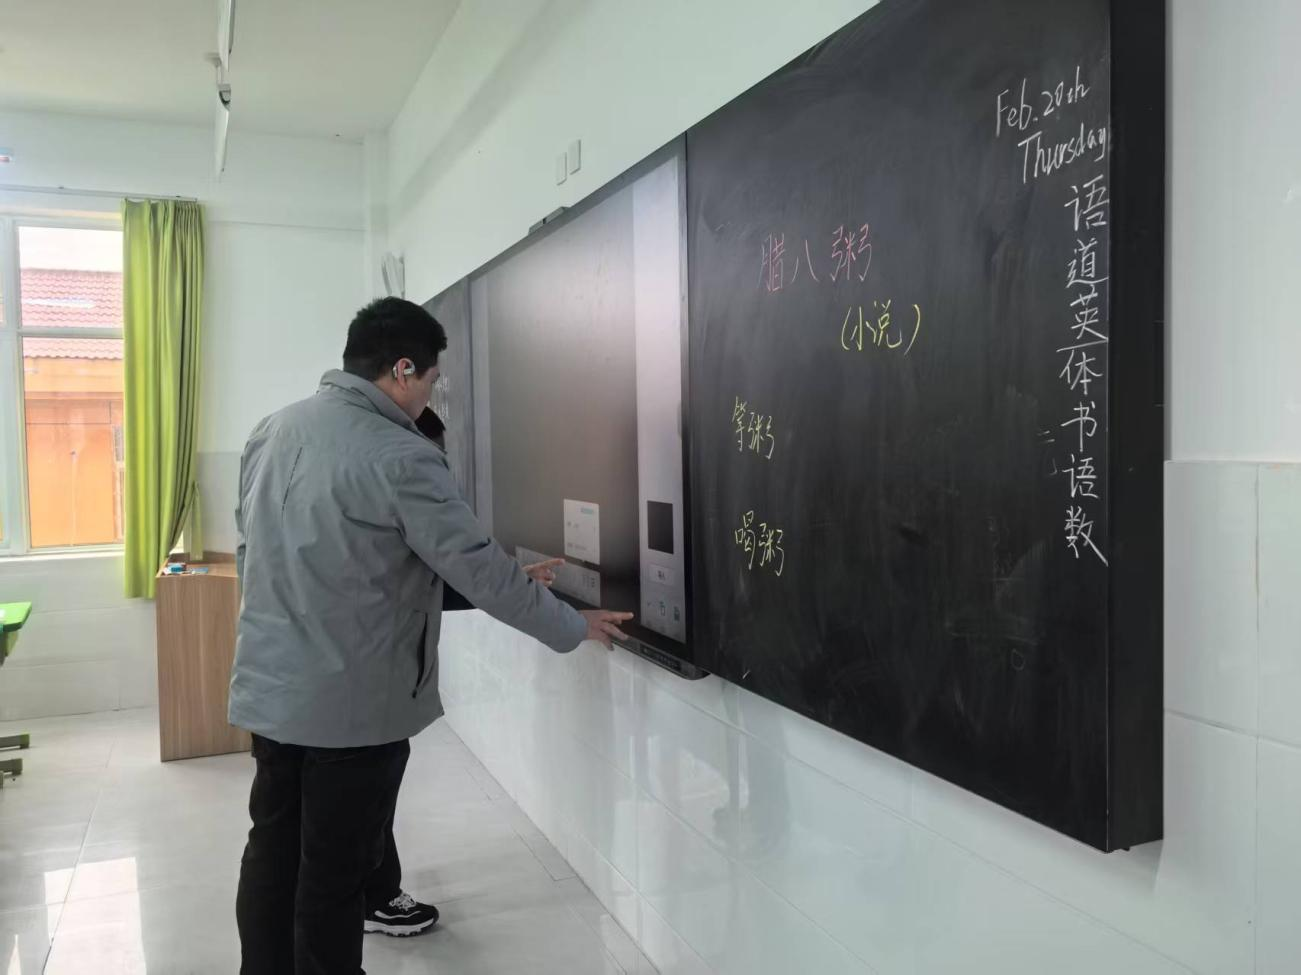 腊八粥
(小说)
等粥
喝粥
Feb. 20th
Thursday
语
道
英
体
书
语
数